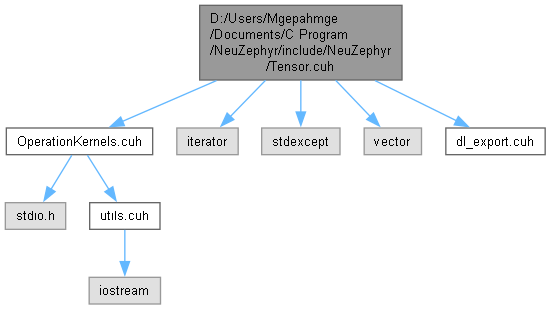 D:/Users/Mgepahmge
/Documents/C Program
/NeuZephyr/include/NeuZephyr
/Tensor.cuh
OperationKernels.cuh
iterator
stdexcept
vector
dl_export.cuh
stdio.h
utils.cuh
iostream